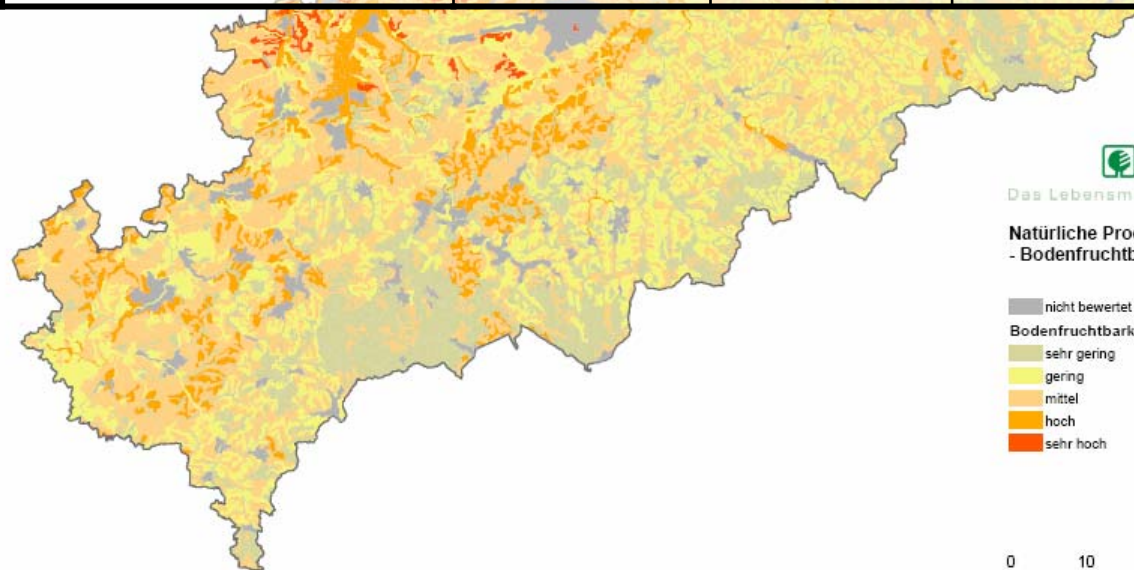 Das Lebensm
Natürliche Pro
- Bodenfruchtb
nicht bewertet
Bodenfruchtbark
sehr gering
gering
mittel
hoch
sehr hoch
0 10